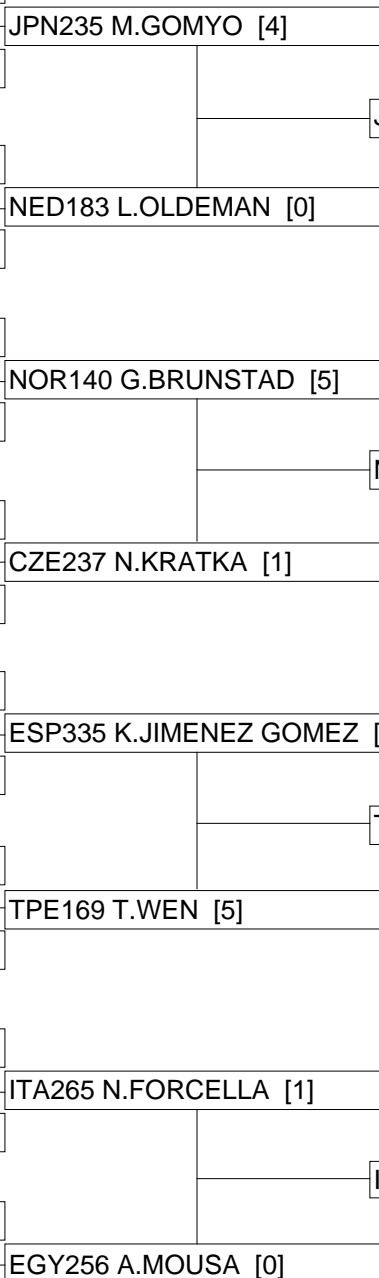 JPN235 M.GOMYO [4]
NED183 L.OLDEMAN [0]
NOR140 G.BRUNSTAD [5]
CZE237 N.KRATKA [1]
ESP335 K.JIMENEZ GOMEZ [
TPE169 T.WEN [5]
ITA265 N.FORCELLA [1]
EGY256 A.MOUSA [0]